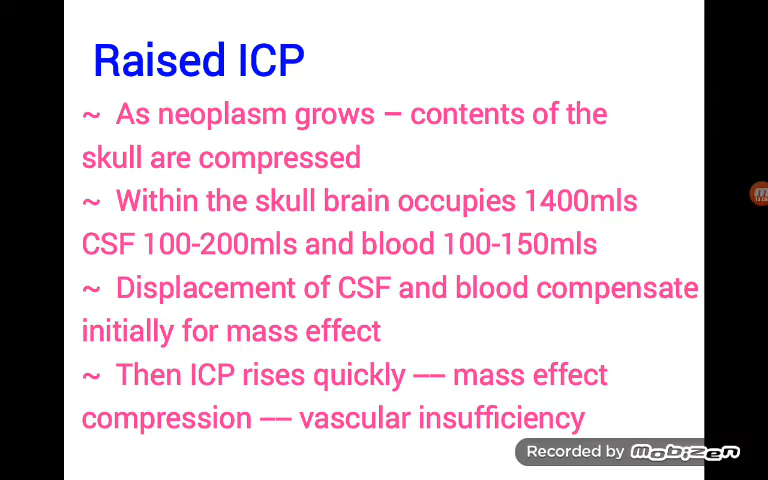 Raised ICP
~ As neoplasm grows – contents of the
skull are compressed
~ Within the skull brain occupies 1400mls
CSF 100-200mls and blood 100-150mls
~ Displacement of CSF and blood compensate
initially for mass effect
~ Then ICP rises quickly –– mass effect
compression –– vascular insufficiency
Recorded by mobizen